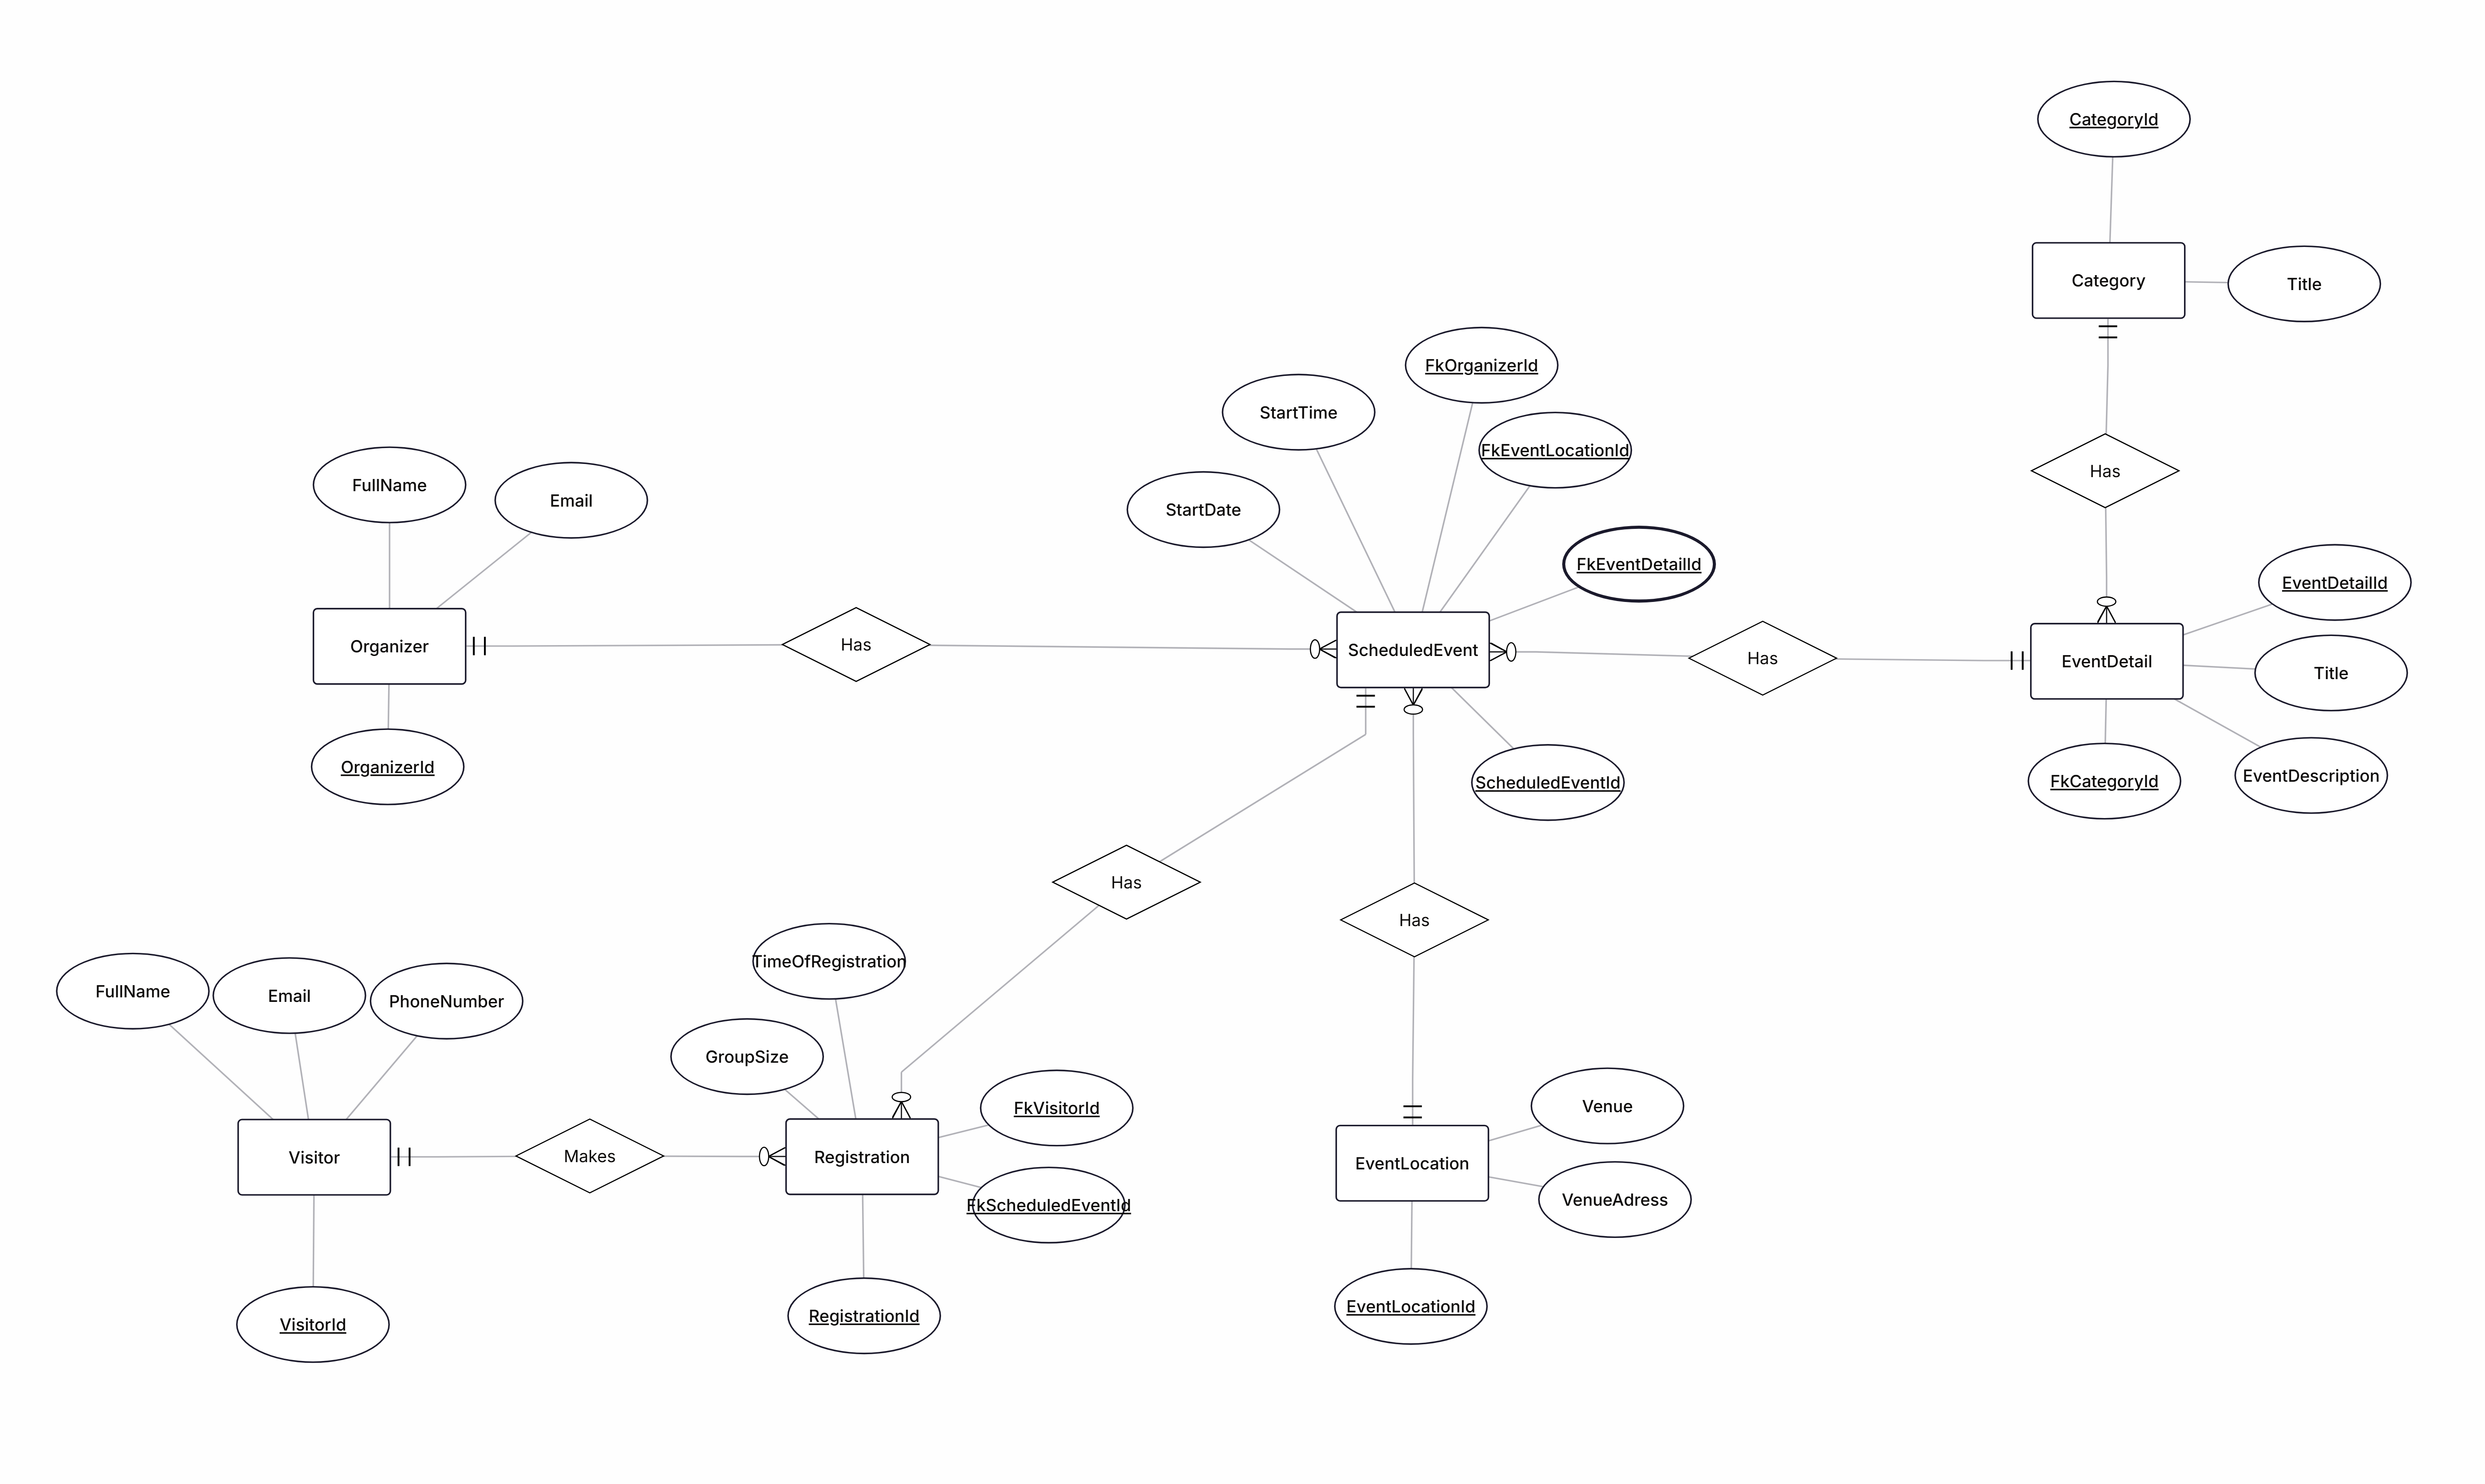 CategoryId
Category
Title
FkOrganizerId
StartTime
FkEventLocationId
Has
FullName
Email
StartDate
FkEventDetailId
EventDetailId
Organizer
Has
ScheduledEvent
Has
EventDetail
Title
OrganizerId
ScheduledEventId
FkCategoryId
EventDescription
Has
Has
TimeOfRegistration
FullName
Email
PhoneNumber
GroupSize
FkVisitorId
Venue
Visitor
Makes
Registration
EventLocation
FkScheduledEventId
VenueAdress
VisitorId
RegistrationId
EventLocationId